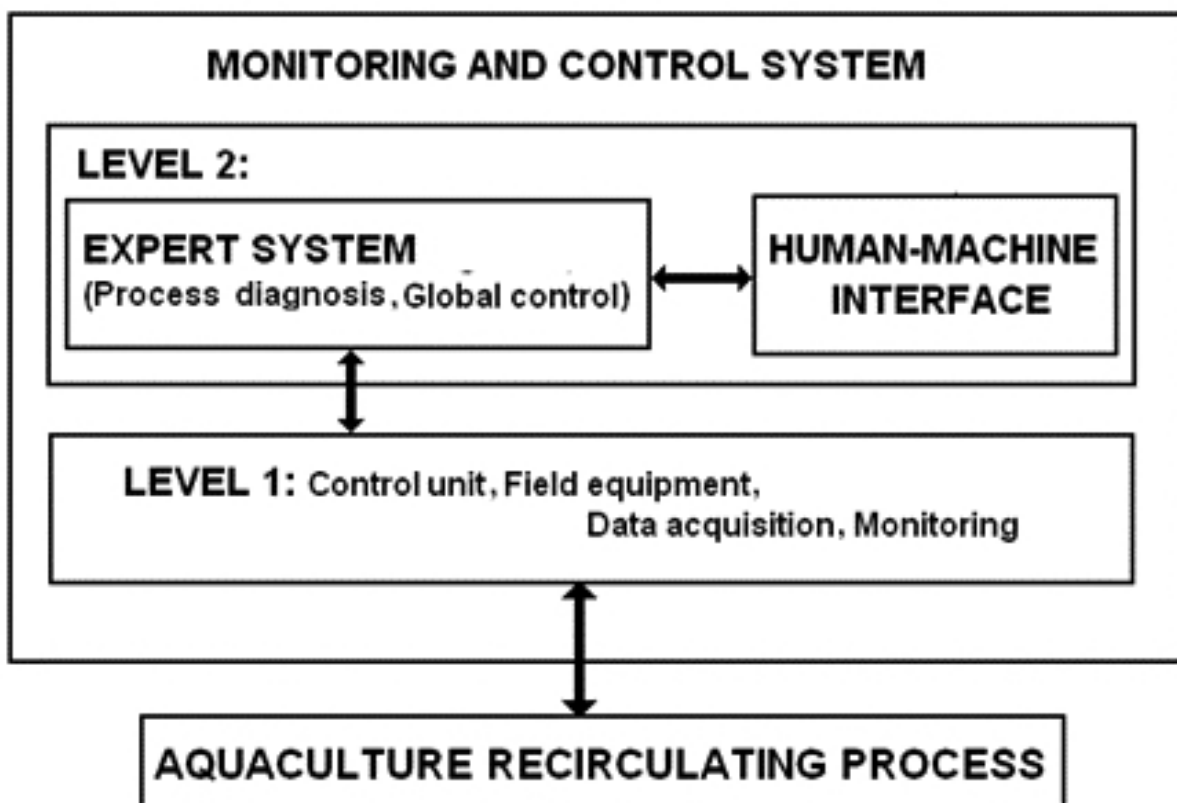 MONITORING AND CONTROL SYSTEM
LEVEL 2:
EXPERT SYSTEM
(Process diagnosis, Global control)
HUMAN-MACHINE
INTERFACE
LEVEL 1: Control unit, Field equipment,
Data acquisition, Monitoring
AQUACULTURE RECIRCULATING PROCESS